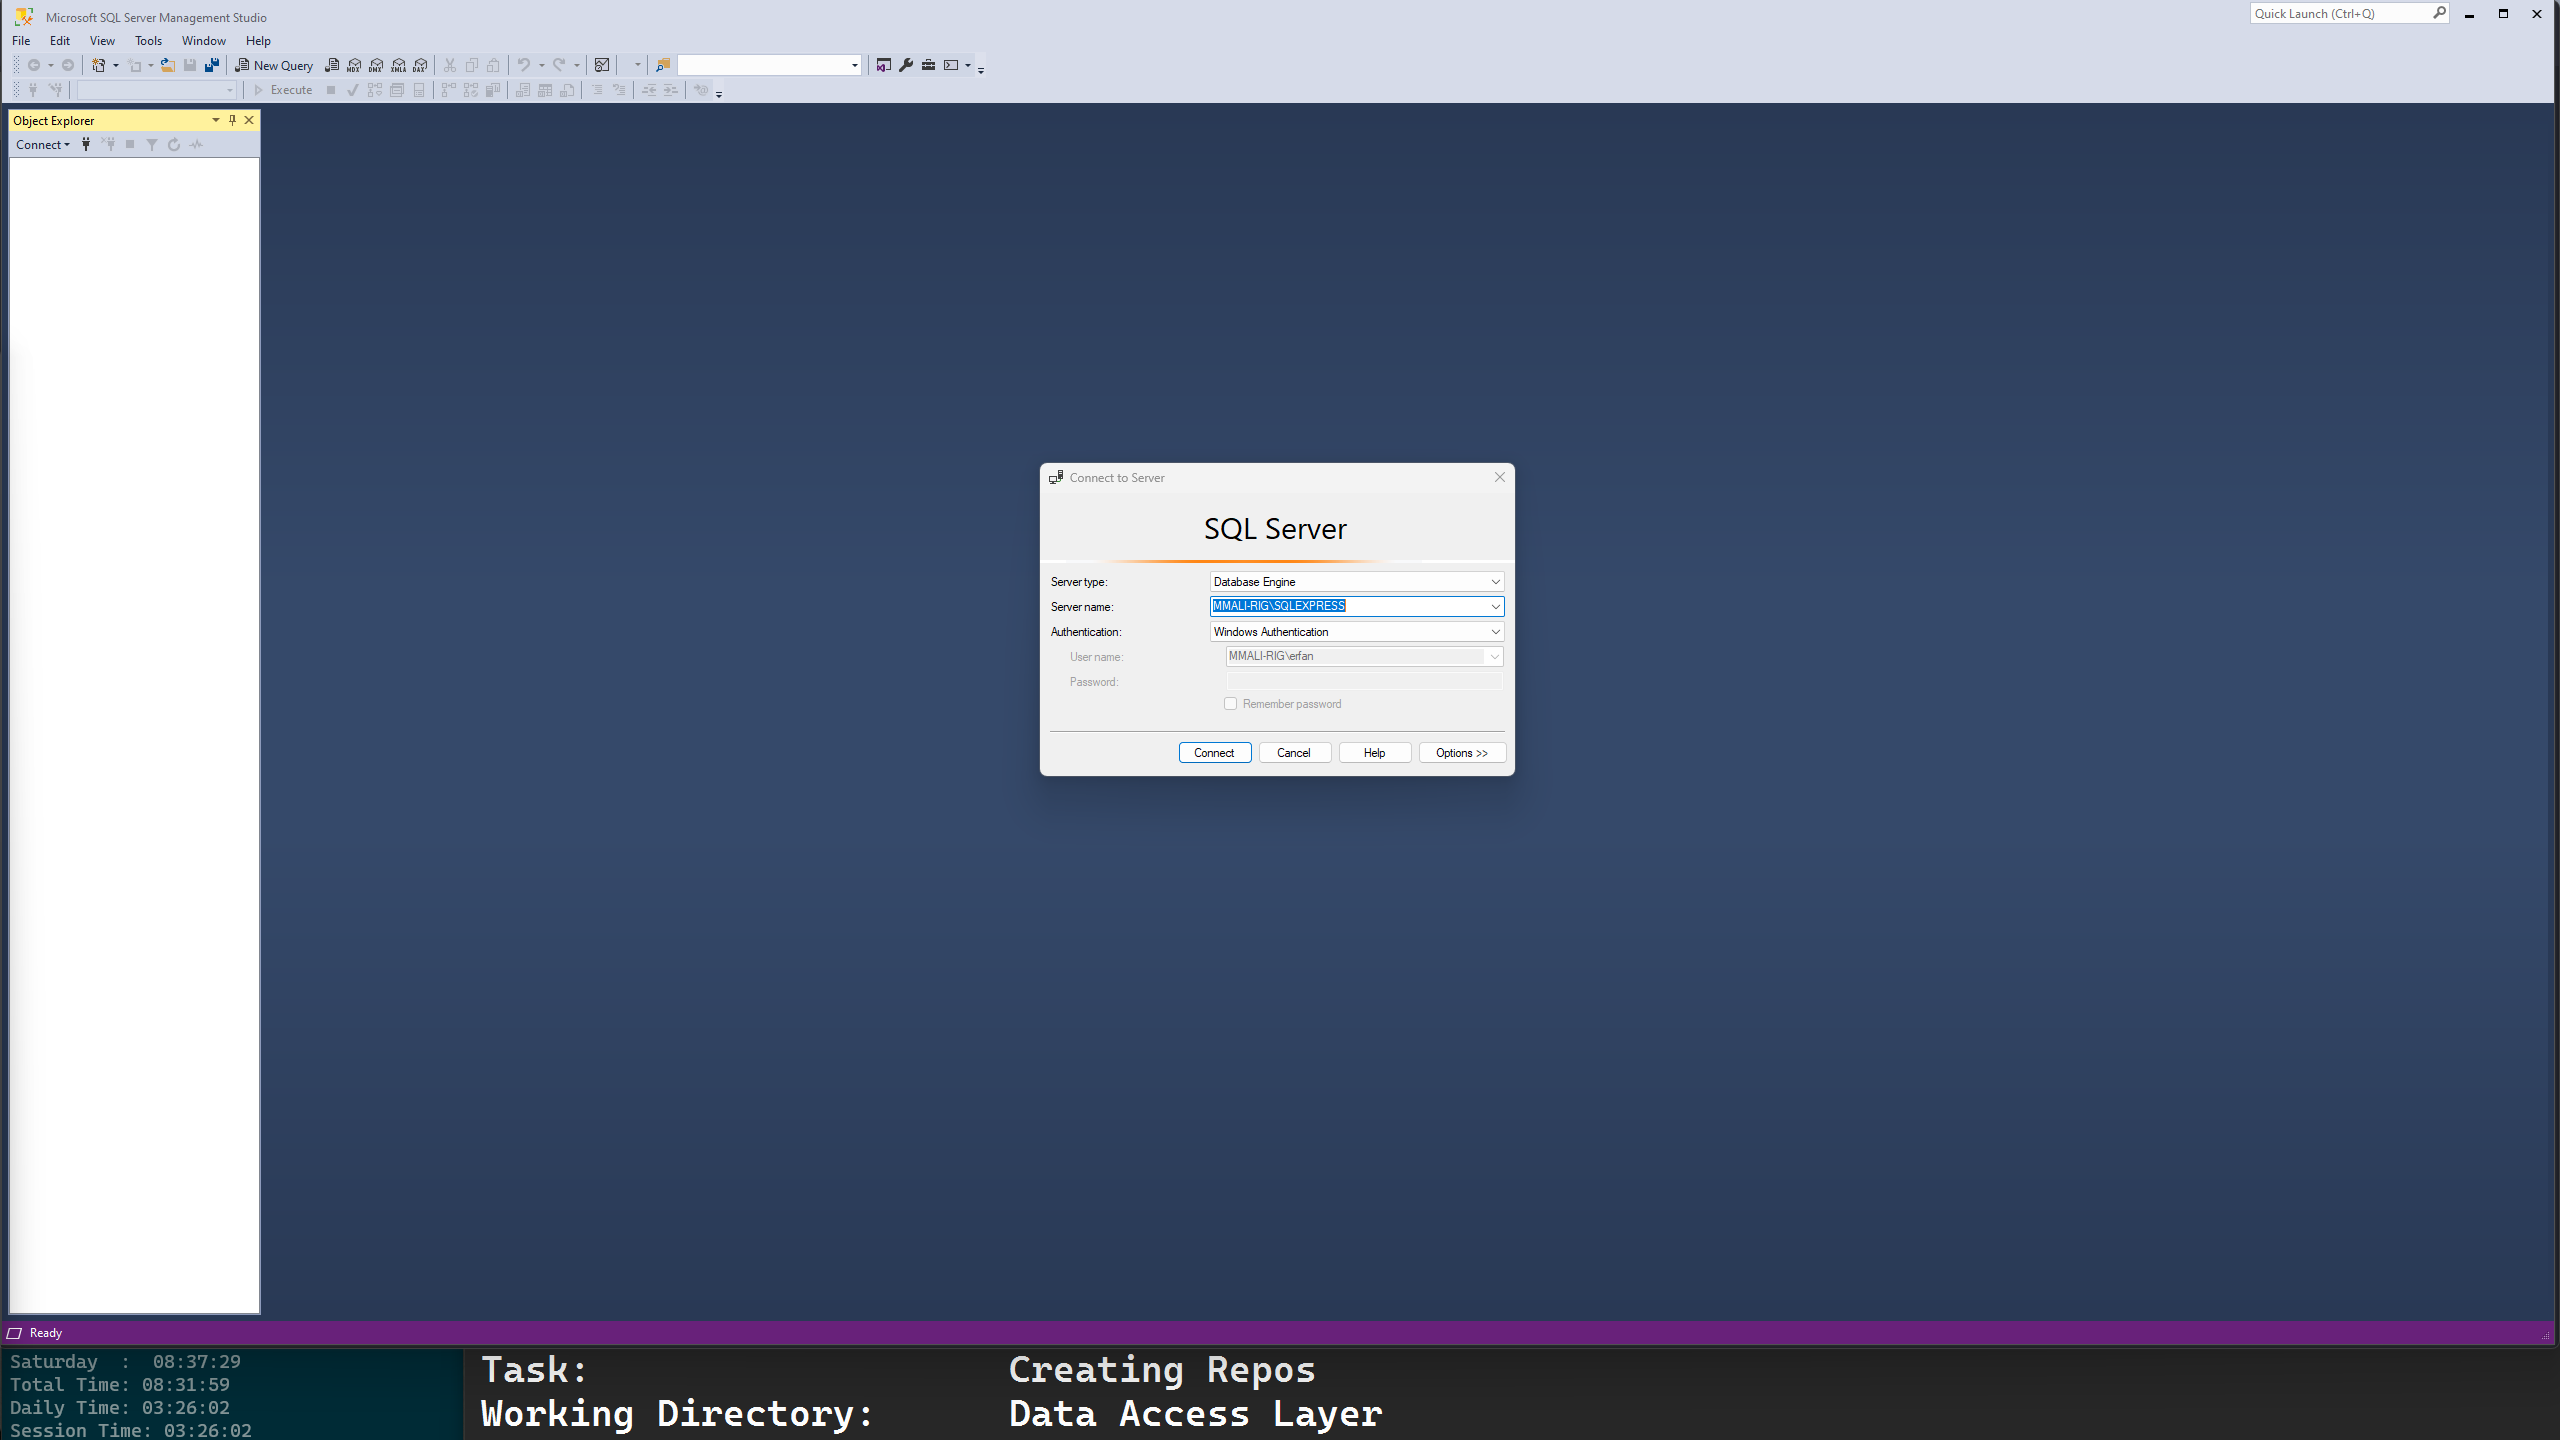 Microsoft SQL Server Management Studio
Quick Launch (Ctrl+Q)
File Edit View Tools Window Help
New Query MDX DMX XMLA DAX
Execute
Object Explorer
Connect
Connect to Server
SQL Server
Server type: Database Engine
Server name: MMALI-RIG\SQLEXPRESS
Authentication: Windows Authentication
User name: MMALI-RIG\erfan
Password:
Remember password
Connect Cancel Help Options >>
Ready
Saturday : 08:37:29
Total Time: 08:31:59
Daily Time: 03:26:02
Session Time: 03:26:02
Task: Creating Repos
Working Directory: Data Access Layer